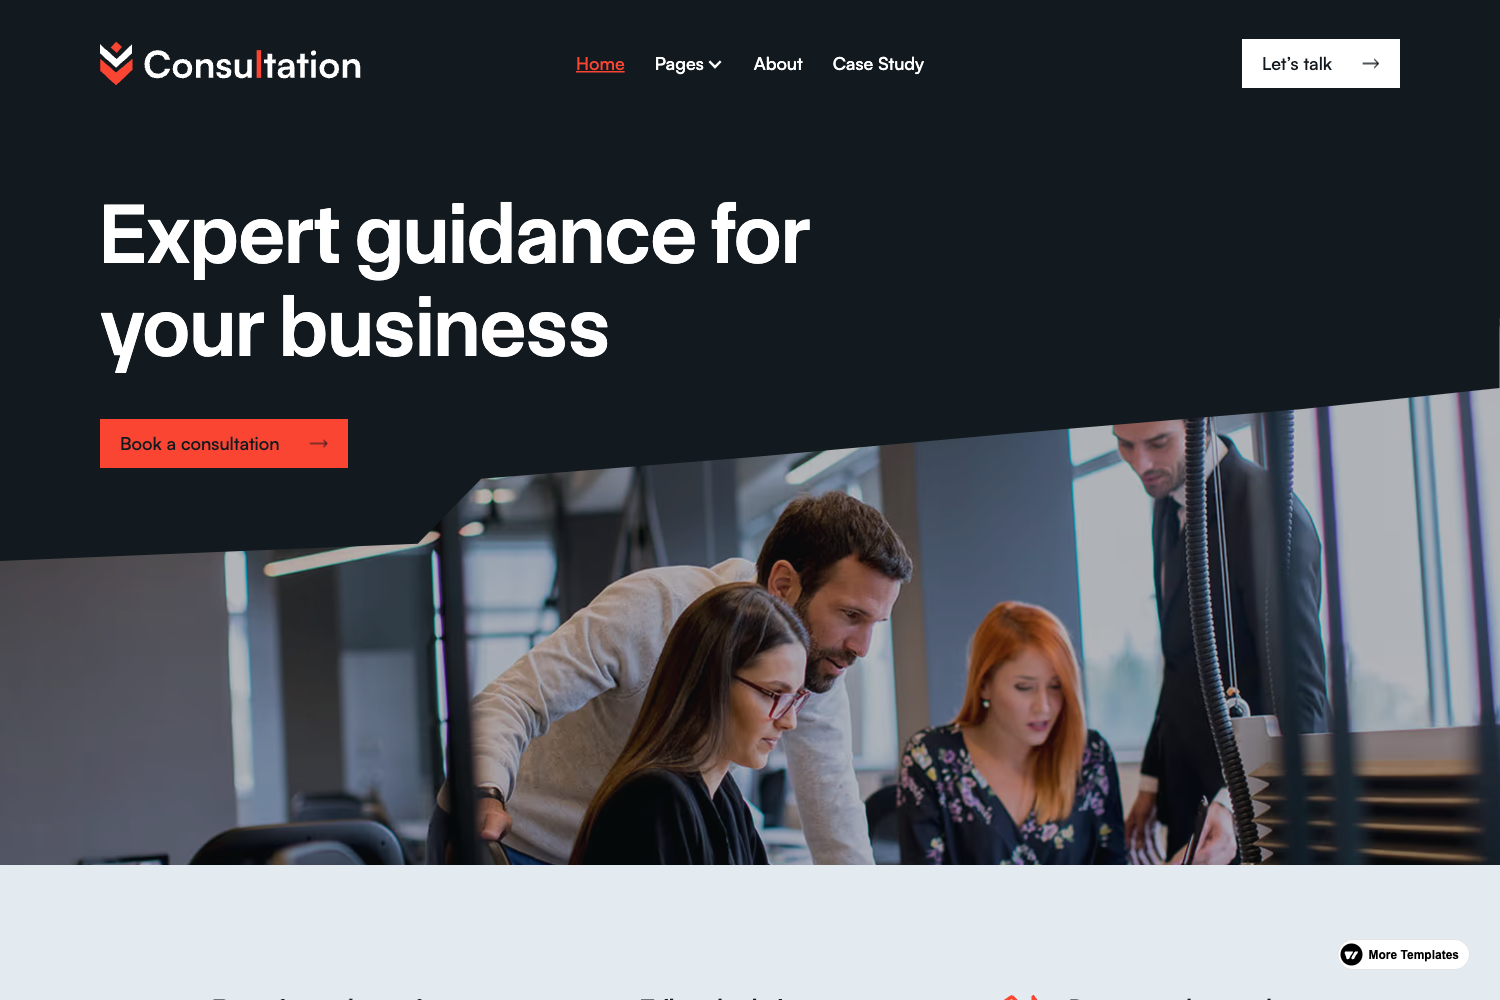 Consultation
Home
Pages
About
Case Study
Let's talk
Expert guidance for
your business
Book a consultation
More Templates